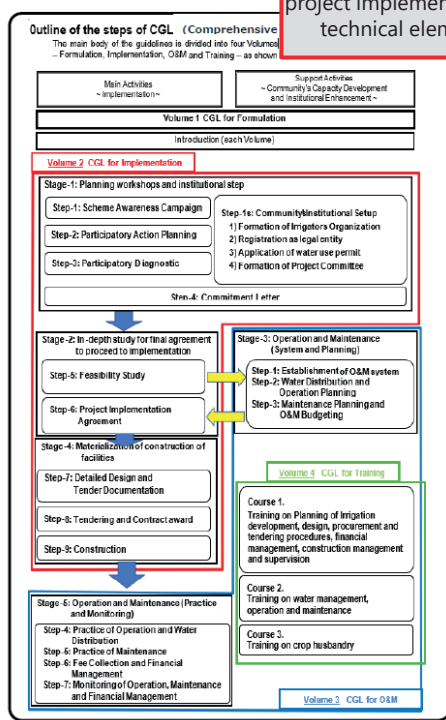 project implemen
technical elem
Outline of the steps of CGL (Comprehensive
The main body of the guidelines is divided into four Volumes
– Formulation, Implementation, O&M and Training – as shown
Main Activities
~ Implementation~
Support Activities
~ Community's Capacity Development
and Institutional Enhancement ~
Volume 1 CGL for Formulation
Introduction (each Volume)
Volume 2 CGL for Implementation
Stage-1: Planning workshops and institutional step
Step-1: Scheme Awareness Campaign
Step-2: Participatory Action Planning
Step-3: Participatory Diagnostic
Step-1s: Community/Institutional Setup
1) Formation of Irrigators Organization
2) Registration as legal entity
3) Application of water use permit
4) Formation of Project Committee
Step-4: Commitment Letter
Stage-2: In-depth study for final agreement
to proceed to implementation
Step-5: Feasibility Study
Step-6: Project Implementation
Agreement
Stage-3: Operation and Maintenance
(System and Planning)
Step-1: Establishment of O&M system
Step-2: Water Distribution and
Operation Planning
Step-3: Maintenance Planning and
O&M Budgeting
Stage-4: Materialization of construction of
facilities
Step-7: Detailed Design and
Tender Documentation
Step-8: Tendering and Contract award
Step-9: Construction
Volume 4 CGL for Training
Course 1.
Training on Planning of Irrigation
development, design, procurement and
tendering procedures, financial
management, construction management
and supervision
Course 2.
Training on water management,
operation and maintenance
Course 3.
Training on crop husbandry
Stage-5: Operation and Maintenance (Practice
and Monitoring)
Step-4: Practice of Operation and Water
Distribution
Step-5: Practice of Maintenance
Step-6: Fee Collection and Financial
Management
Step-7: Monitoring of Operation, Maintenance
and Financial Management
Volume 3 CGL for O&M